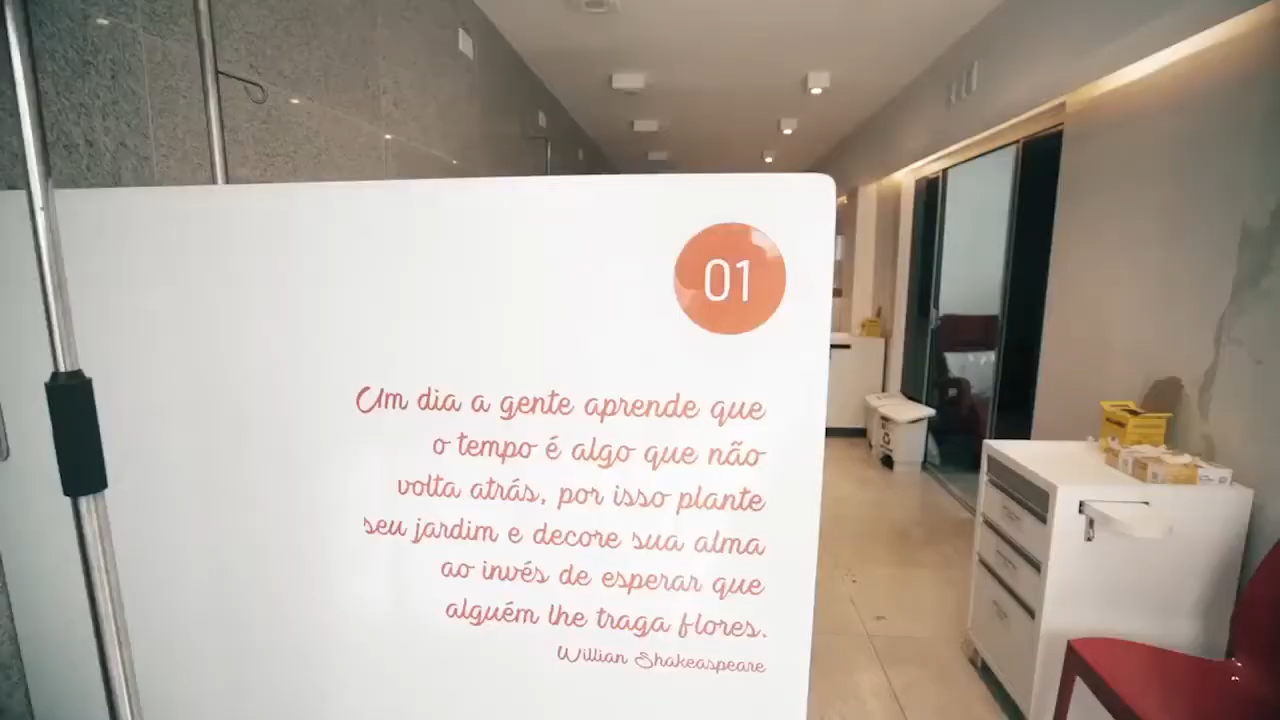 01
Um dia a gente aprende que
o tempo é algo que não
volta atrás, por isso plante
seu jardim e decore sua alma
ao invés de esperar que
alguém lhe traga flores.
Willian Shakeaspeare